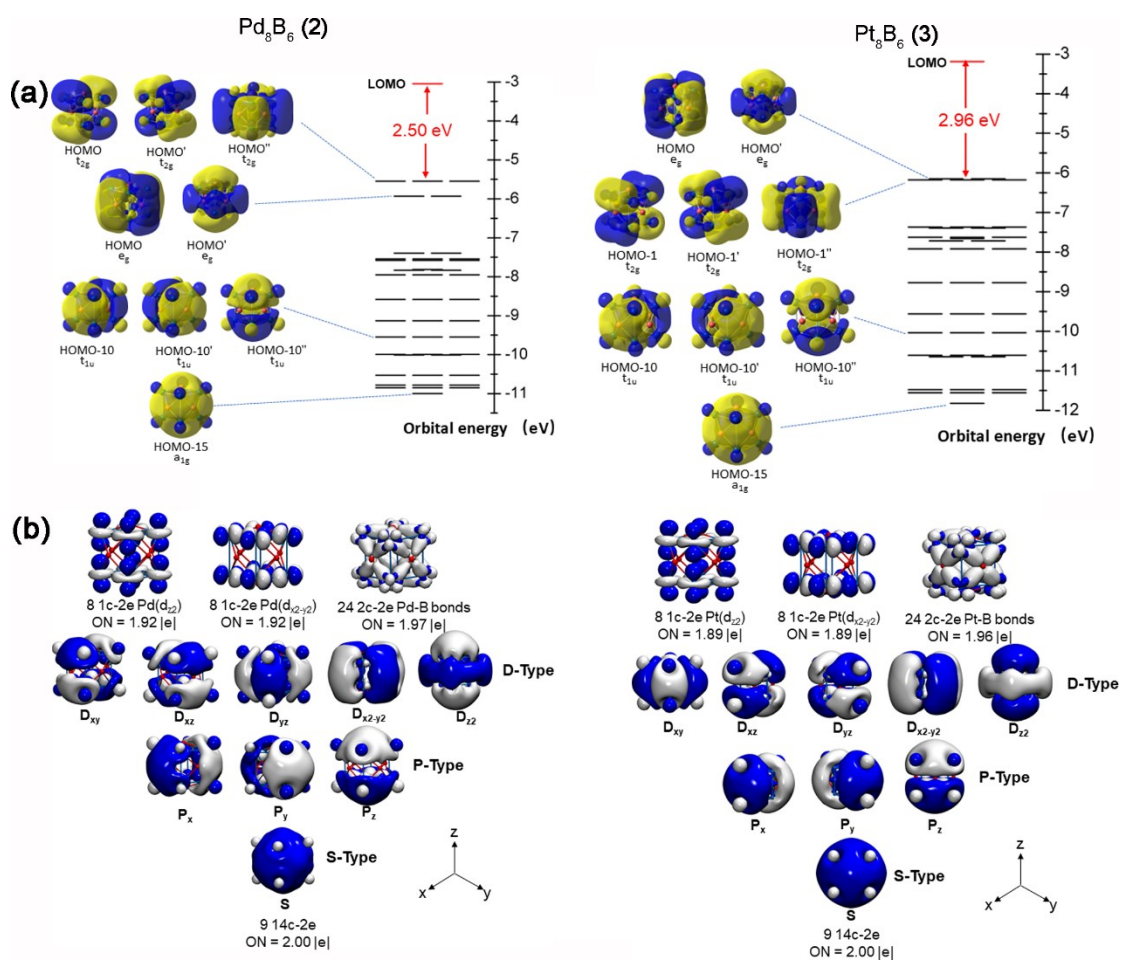 Pd8B6 (2)
Pt8B6 (3)
(a)
LOMO
2.50 eV
-3
-4
-5
-6
-7
-8
-9
-10
-11
HOMO
t2g
HOMO'
t2g
HOMO''
t2g
HOMO
eg
HOMO'
eg
HOMO-10
t1u
HOMO-10'
t1u
HOMO-10''
t1u
HOMO-15
a1g
Orbital energy (eV)
LOMO
2.96 eV
-3
-4
-5
-6
-7
-8
-9
-10
-11
-12
HOMO
eg
HOMO'
eg
HOMO-1
t2g
HOMO-1'
t2g
HOMO-1''
t2g
HOMO-10
t1u
HOMO-10'
t1u
HOMO-10''
t1u
HOMO-15
a1g
Orbital energy (eV)
(b)
8 1c-2e Pd(dz2)
ON = 1.92 |e|
8 1c-2e Pd(dx2-y2)
ON = 1.92 |e|
24 2c-2e Pd-B bonds
ON = 1.97 |e|
D-Type
Dxy
Dxz
Dyz
Dx2-y2
Dz2
P-Type
Px
Py
Pz
S-Type
S
9 14c-2e
ON = 2.00 |e|
z
x
y
8 1c-2e Pt(dz2)
ON = 1.89 |e|
8 1c-2e Pt(dx2-y2)
ON = 1.89 |e|
24 2c-2e Pt-B bonds
ON = 1.96 |e|
D-Type
Dxy
Dxz
Dyz
Dx2-y2
Dz2
P-Type
Px
Py
Pz
S-Type
S
9 14c-2e
ON = 2.00 |e|
z
x
y